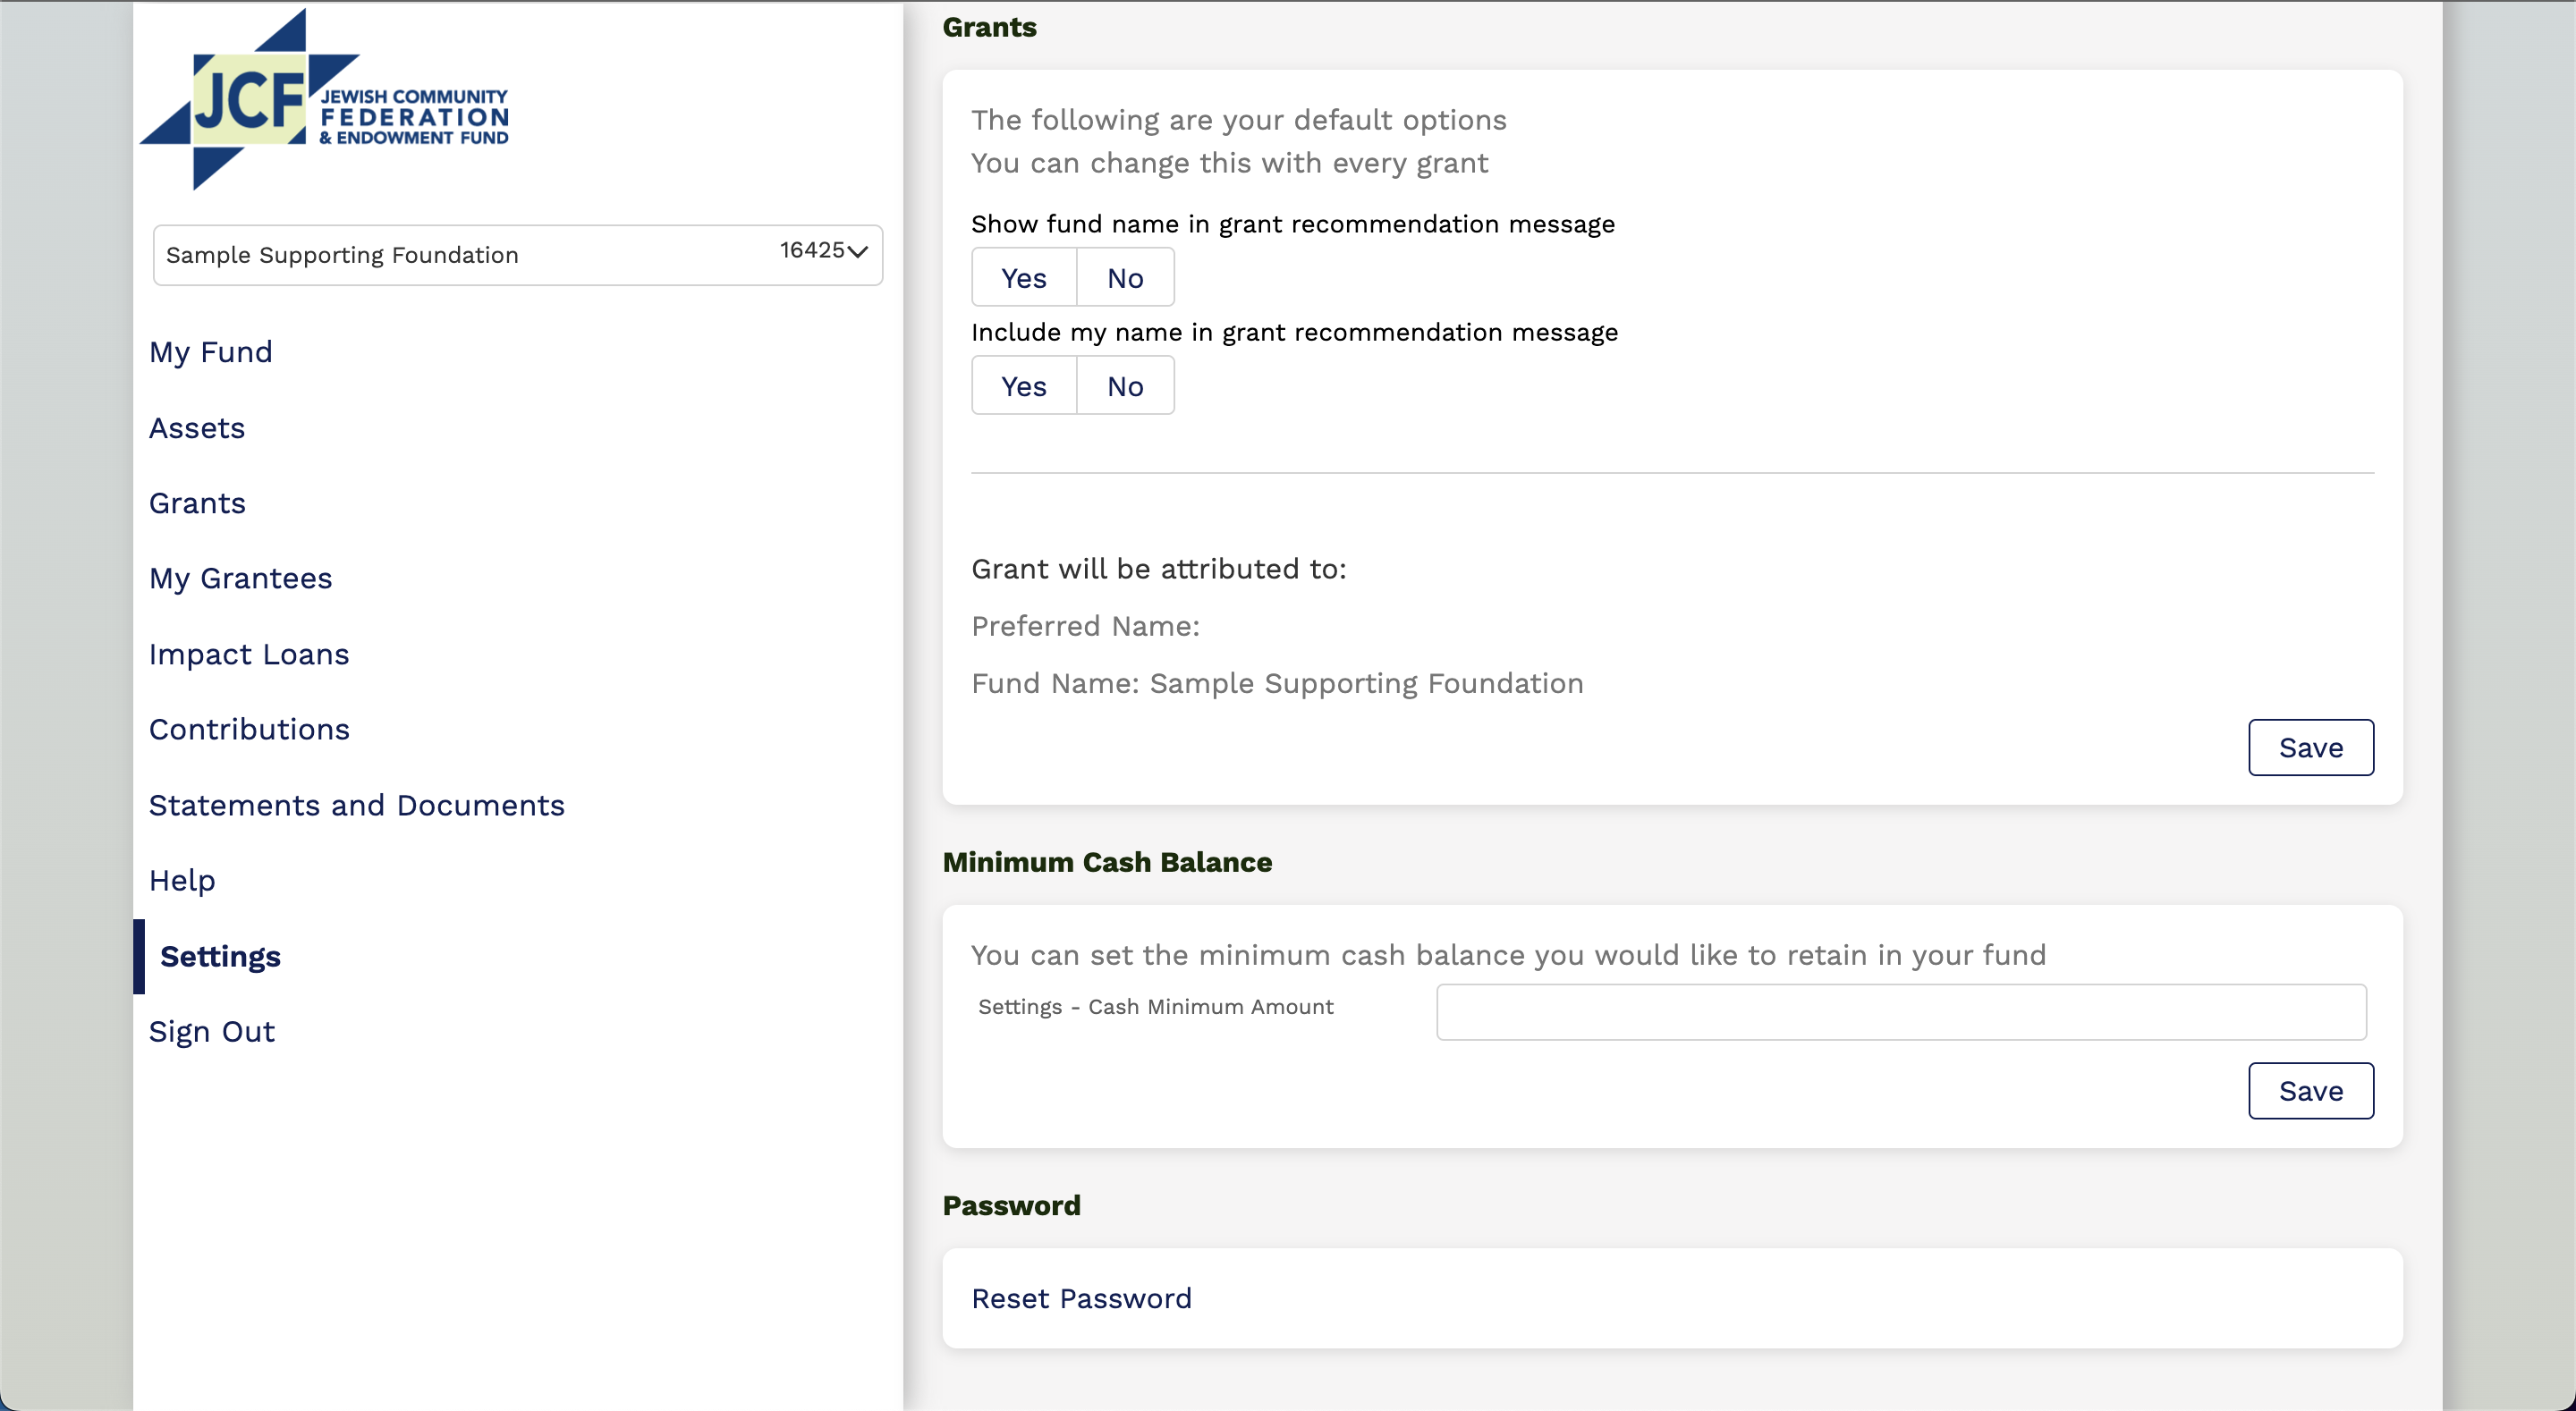 JCF
JEWISH COMMUNITY
FEDERATION
& ENDOWMENT FUND
Sample Supporting Foundation 16425
My Fund
Assets
Grants
My Grantees
Impact Loans
Contributions
Statements and Documents
Help
Settings
Sign Out
Grants
The following are your default options
You can change this with every grant
Show fund name in grant recommendation message
Yes No
Include my name in grant recommendation message
Yes No
Grant will be attributed to:
Preferred Name:
Fund Name: Sample Supporting Foundation
Save
Minimum Cash Balance
You can set the minimum cash balance you would like to retain in your fund
Settings - Cash Minimum Amount
Save
Password
Reset Password